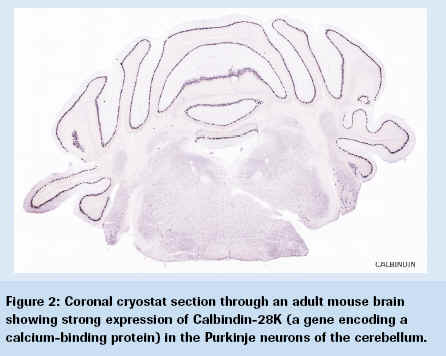 CALBINDIN
Figure 2: Coronal cryostat section through an adult mouse brain
showing strong expression of Calbindin-28K (a gene encoding a
calcium-binding protein) in the Purkinje neurons of the cerebellum.